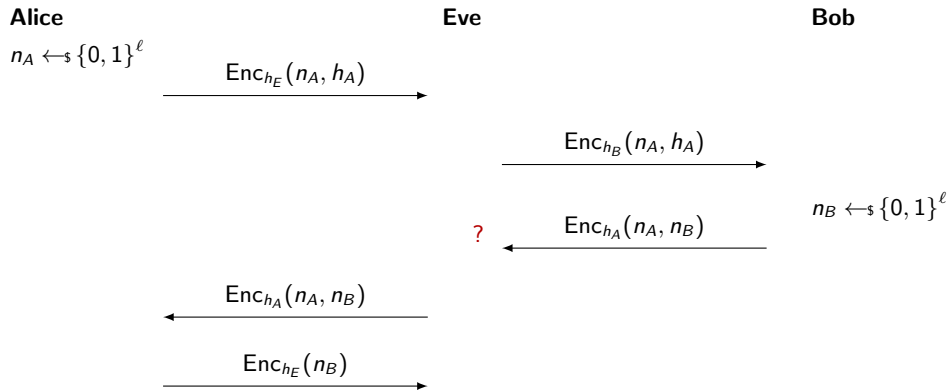 Alice Eve Bob
n_A ←$ {0, 1}^ℓ
Enc_{h_E}(n_A, h_A)
Enc_{h_B}(n_A, h_A)
n_B ←$ {0, 1}^ℓ
? Enc_{h_A}(n_A, n_B)
Enc_{h_A}(n_A, n_B)
Enc_{h_E}(n_B)